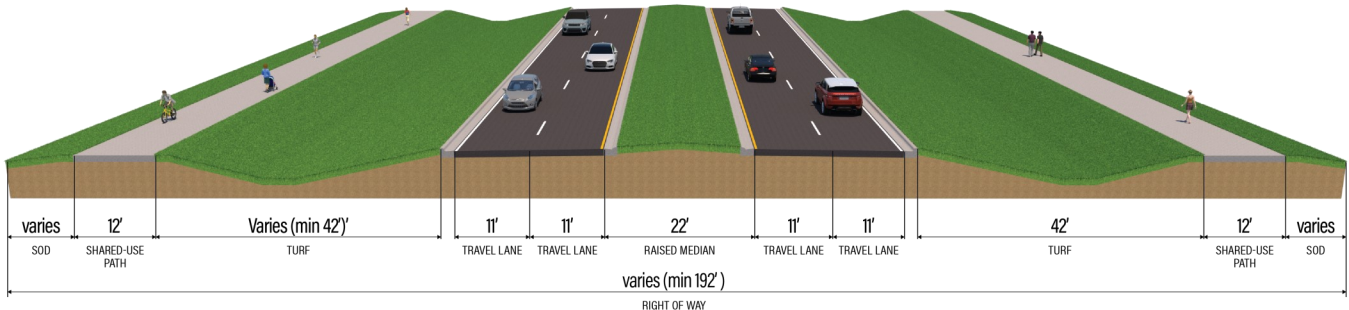 varies
12'
Varies (min 42')'
11'
11'
22'
11'
11'
42'
12'
varies
SOD
SHARED-USE
PATH
TURF
TRAVEL LANE
TRAVEL LANE
RAISED MEDIAN
TRAVEL LANE
TRAVEL LANE
TURF
SHARED-USE
PATH
SOD
varies (min 192' )
RIGHT OF WAY